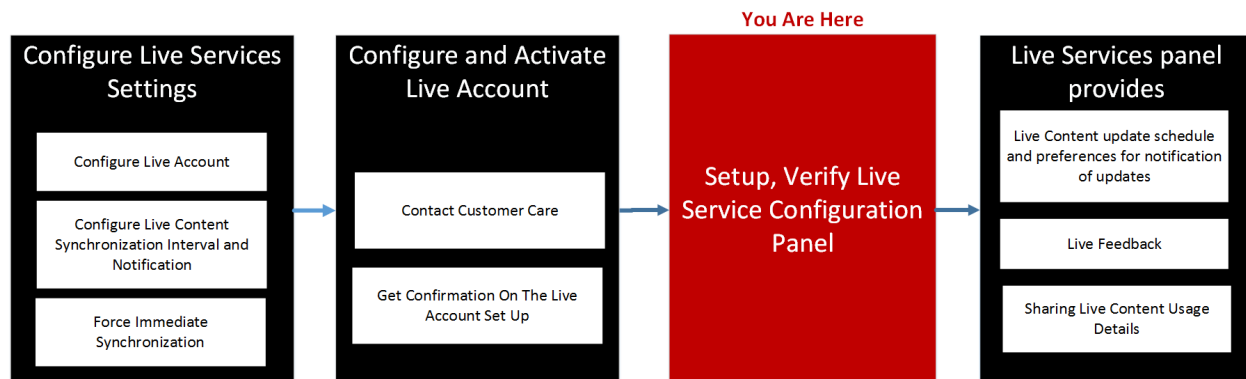 You Are Here
Configure Live Services
Settings
Configure Live Account
Configure Live Content
Synchronization Interval and
Notification
Force Immediate
Synchronization
Configure and Activate
Live Account
Contact Customer Care
Get Confirmation On The Live
Account Set Up
Setup, Verify Live
Service Configuration
Panel
Live Services panel
provides
Live Content update schedule
and preferences for notification
of updates
Live Feedback
Sharing Live Content Usage
Details